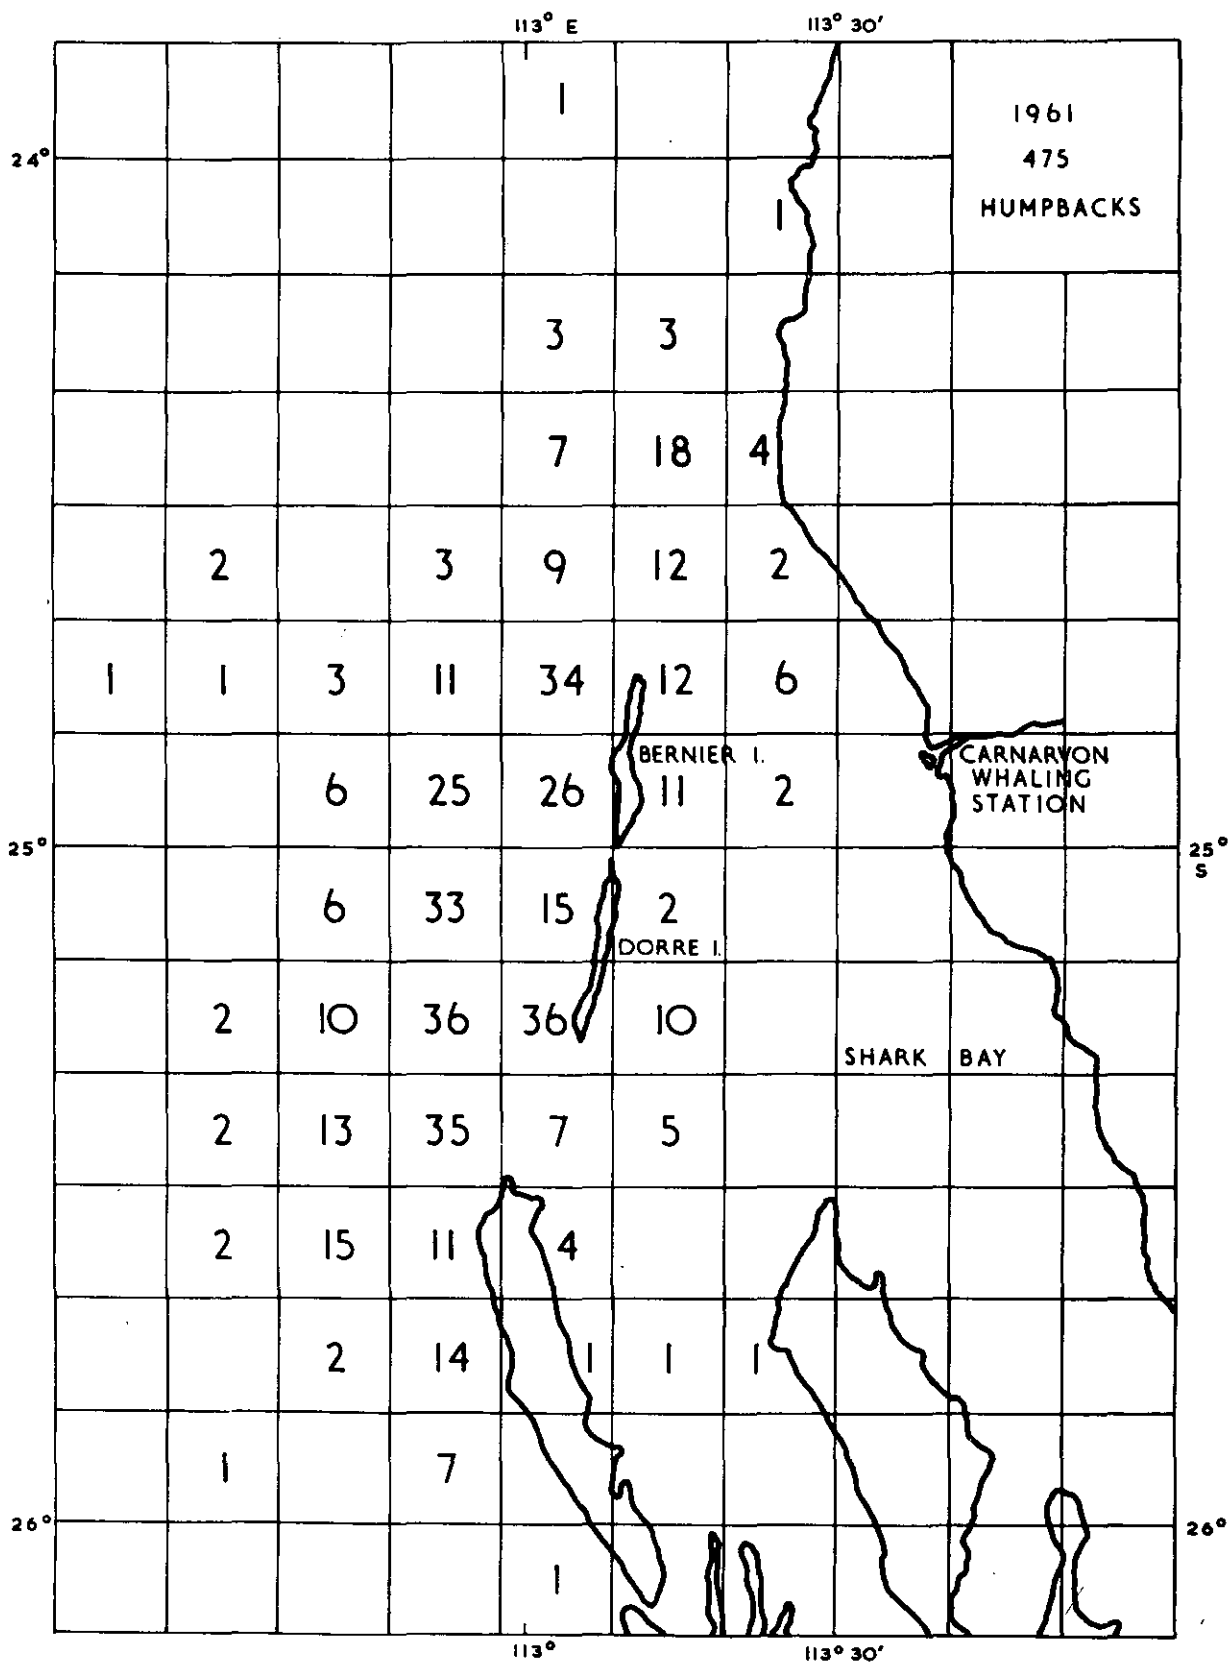 113° E 113° 30'
1
1961
24°
475
HUMPBACKS
1
3 3
7 18 4
2 3 9 12 2
1 1 3 11 34 12 6
BERNIER I.
CARNARVON
WHALING
STATION
6 25 26 11 2
25° 25°
S
6 33 15 2
DORRE I.
2 10 36 36 10
SHARK BAY
2 13 35 7 5
2 15 11 4
2 14 1 1 1
1 7
26° 26°
1
113° 113° 30'